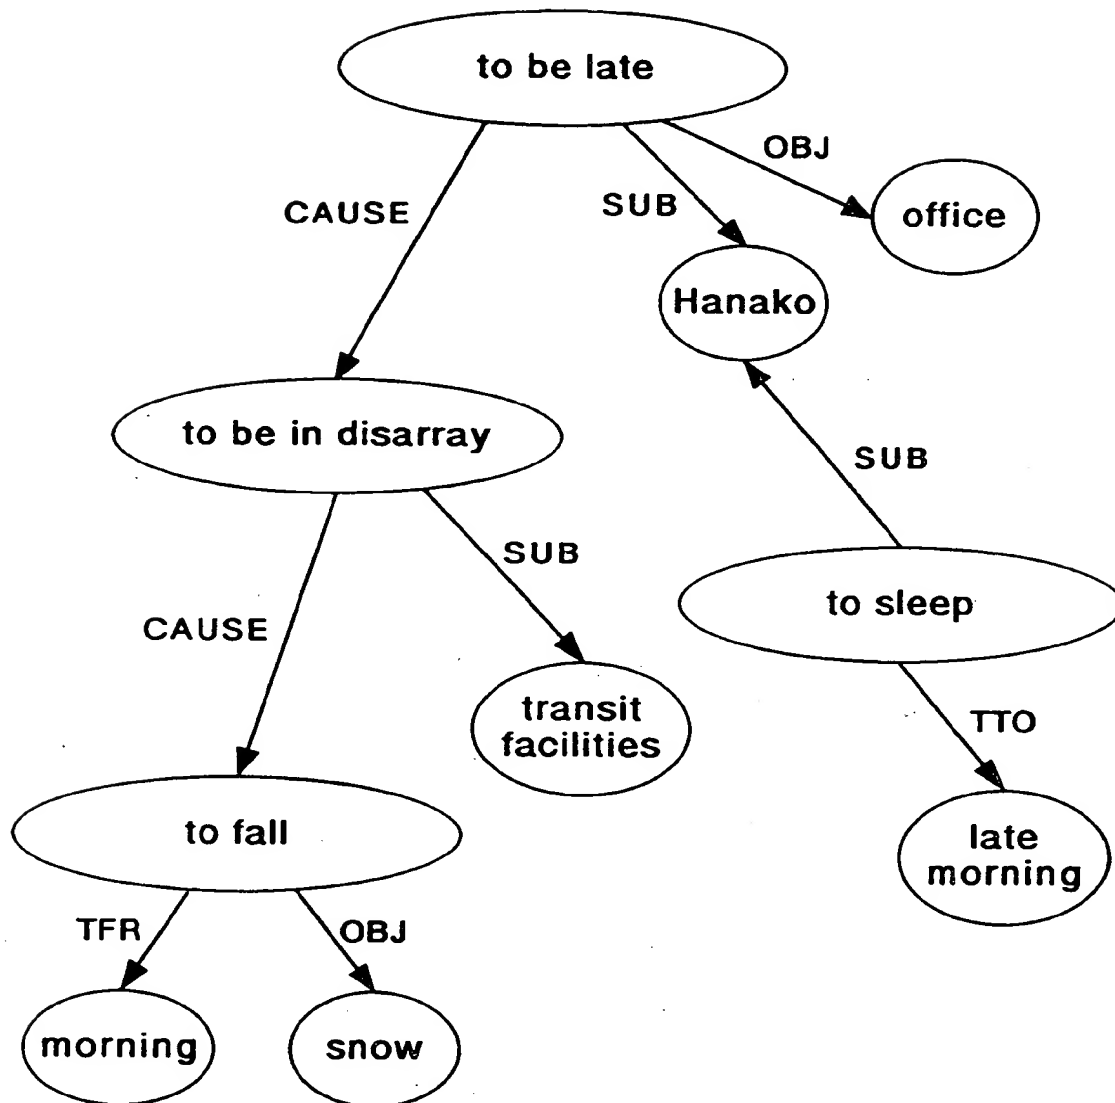 to be late
OBJ
CAUSE
SUB
office
Hanako
to be in disarray
SUB
SUB
to sleep
CAUSE
transit
facilities
TTO
to fall
late
morning
TFR
OBJ
morning
snow